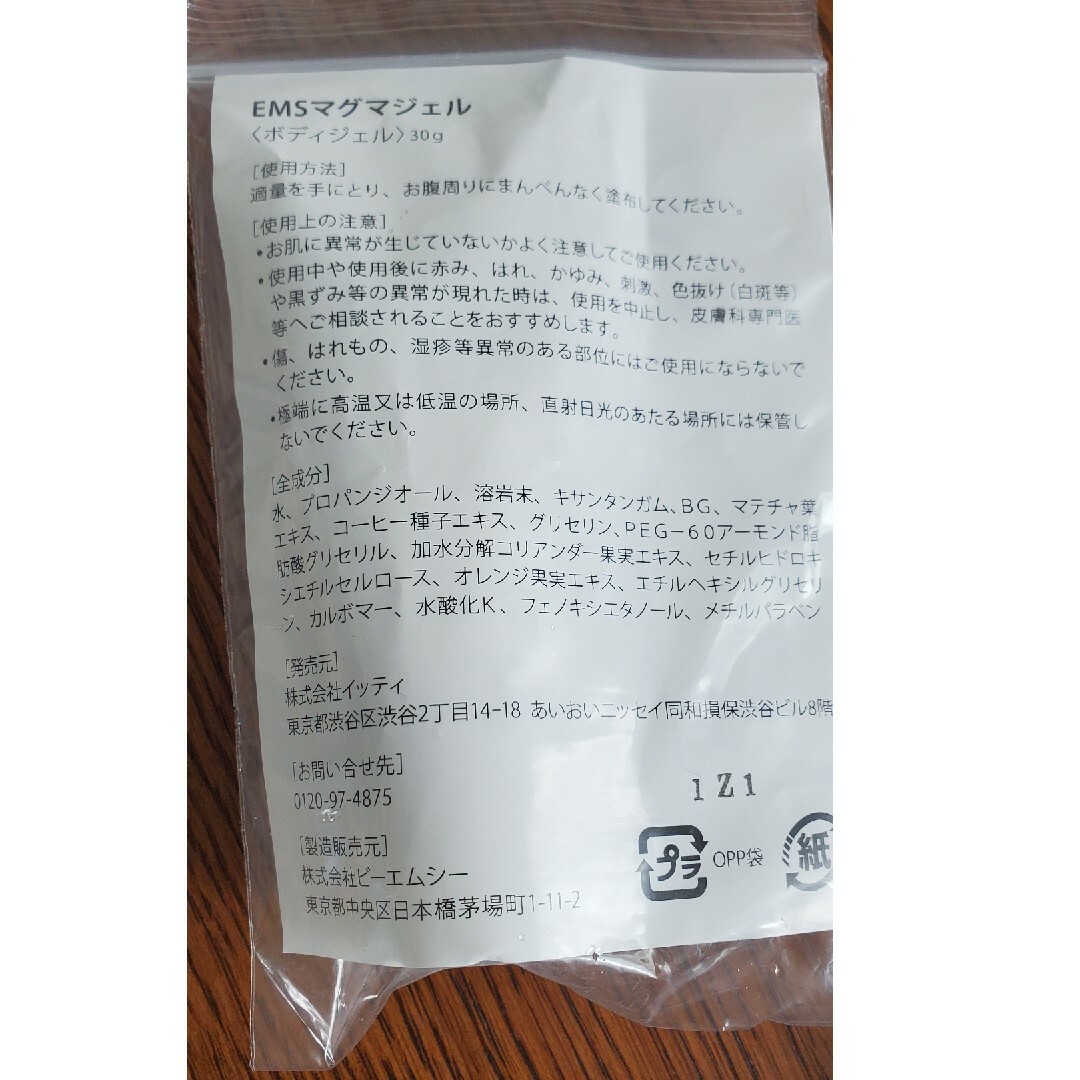 EMSマグマジェル
〈ボディジェル〉30g
[使用方法]
適量を手にとり、お腹周りにまんべんなく塗布してください。
[使用上の注意]
•お肌に異常が生じていないかよく注意してご使用ください。
•使用中や使用後に赤み、はれ、かゆみ、刺激、色抜け(白斑等)
や黒ずみ等の異常が現れた時は、使用を中止し、皮膚科専門医
等へご相談されることをおすすめします。
•傷、はれもの、湿疹等異常のある部位にはご使用にならないで
ください。
•極端に高温又は低温の場所、直射日光のあたる場所には保管し
ないでください。
[全成分]
水、プロパンジオール、溶岩末、キサンタンガム、BG、マテチャ葉
エキス、コーヒー種子エキス、グリセリン、PEG-60アーモンド脂
肪酸グリセリル、加水分解コリアンダー果実エキス、セチルヒドロキ
シエチルセルロース、オレンジ果実エキス、エチルヘキシルグリセリ
ン、カルボマー、水酸化K、フェノキシエタノール、メチルパラベン
[発売元]
株式会社イッティ
東京都渋谷区渋谷2丁目14-18 あいおいニッセイ同和損保渋谷ビル8階
[お問い合せ先]
0120-97-4875
1Z1
[製造販売元]
株式会社ビーエムシー
東京都中央区日本橋茅場町1-11-2
プラ OPP袋 紙